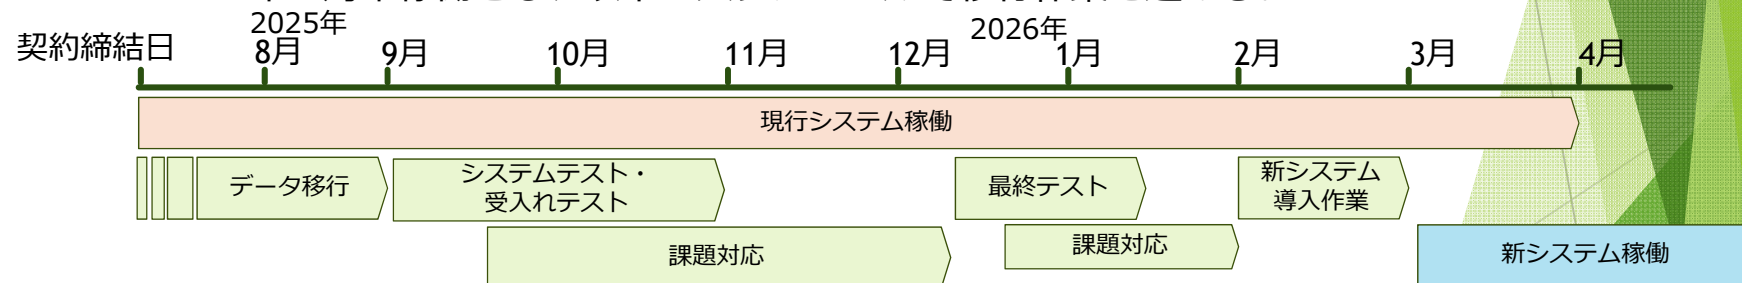 2025年
2026年
契約締結日
8月
9月
10月
11月
12月
1月
2月
3月
4月
現行システム稼働
データ移行
システムテスト・
受入れテスト
最終テスト
新システム
導入作業
課題対応
課題対応
新システム稼働